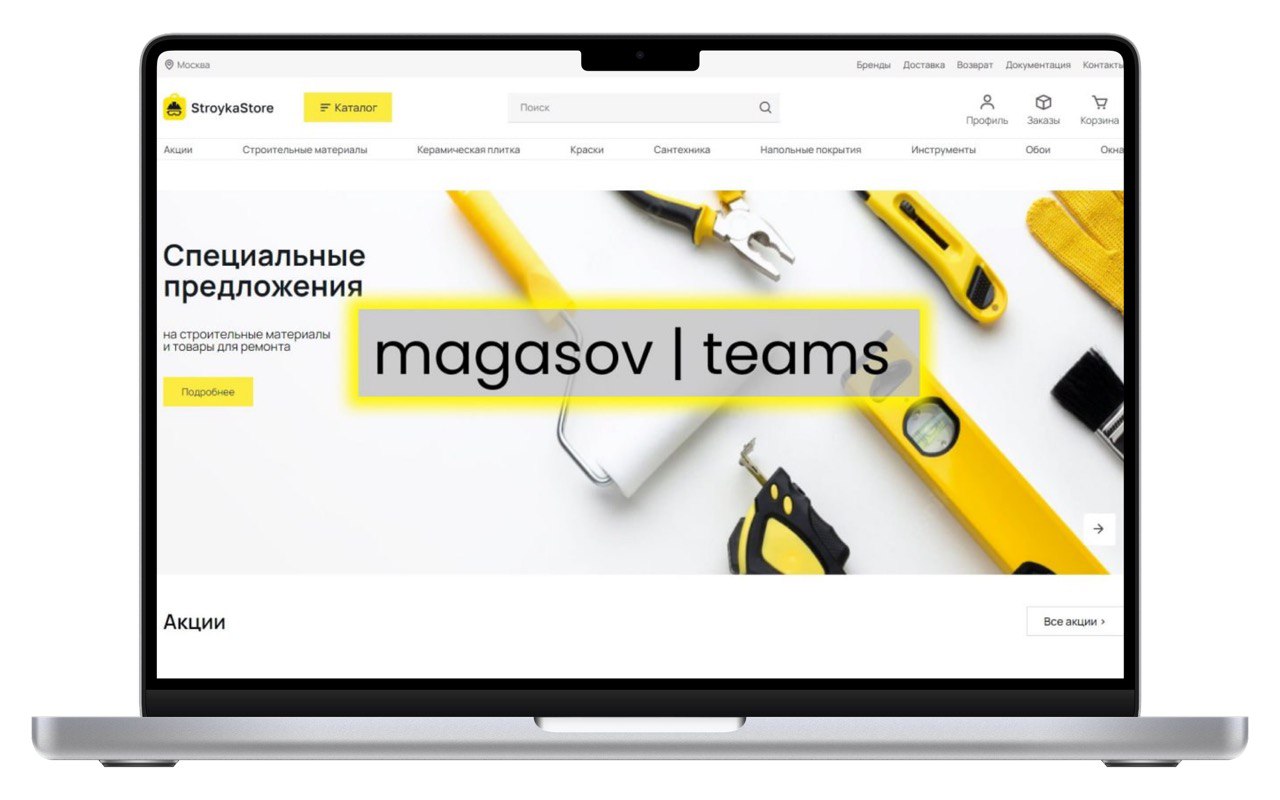 Москва
Бренды Доставка Возврат Документация Контакты
StroykaStore
Каталог
Поиск
Профиль Заказы Корзина
Акции Строительные материалы Керамическая плитка Краски Сантехника Напольные покрытия Инструменты Обои Окна
Специальные
предложения
на строительные материалы
и товары для ремонта
Подробнее
magasov | teams
Акции
Все акции ›